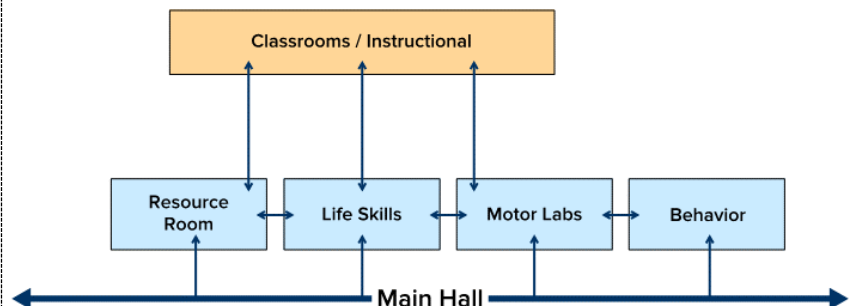 Classrooms / Instructional
Resource
Room
Life Skills
Motor Labs
Behavior
Main Hall